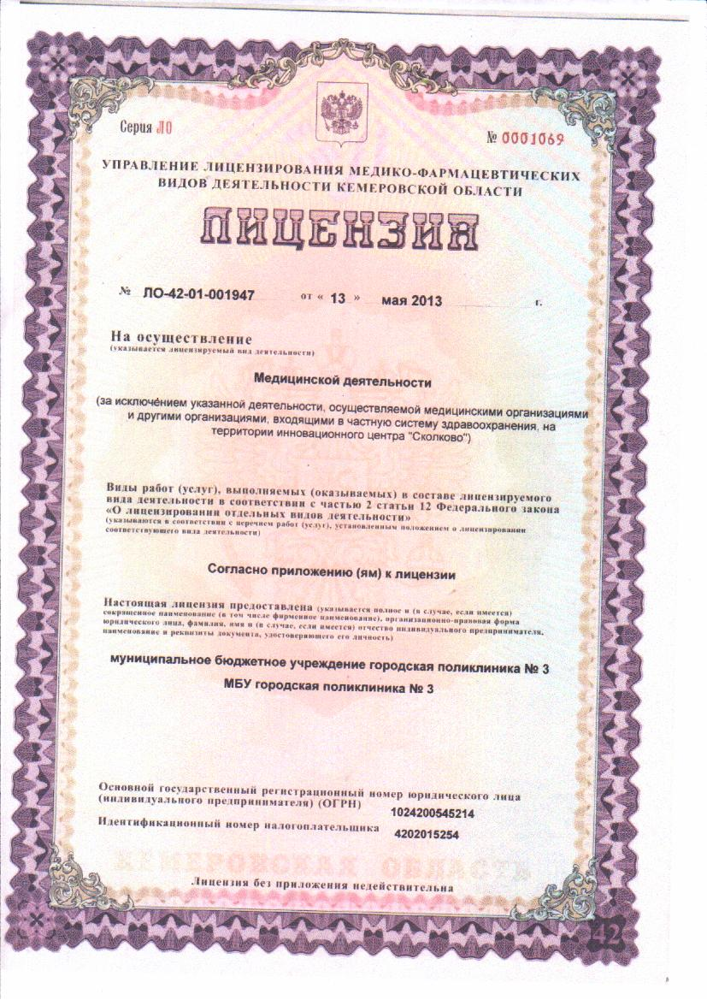 Серия ЛО
№ 0001069
УПРАВЛЕНИЕ ЛИЦЕНЗИРОВАНИЯ МЕДИКО-ФАРМАЦЕВТИЧЕСКИХ
ВИДОВ ДЕЯТЕЛЬНОСТИ КЕМЕРОВСКОЙ ОБЛАСТИ
ЛИЦЕНЗИЯ
№ ЛО-42-01-001947 от « 13 » мая 2013 г.
На осуществление
(указывается лицензируемый вид деятельности)
Медицинской деятельности
(за исключением указанной деятельности, осуществляемой медицинскими организациями
и другими организациями, входящими в частную систему здравоохранения, на
территории инновационного центра "Сколково")
Виды работ (услуг), выполняемых (оказываемых) в составе лицензируемого
вида деятельности в соответствии с частью 2 статьи 12 Федерального закона
«О лицензировании отдельных видов деятельности»
(указываются в соответствии с перечнем работ (услуг), установленным положением о лицензировании
соответствующего вида деятельности)
Согласно приложению (ям) к лицензии
Настоящая лицензия предоставлена (указывается полное и (в случае, если имеется)
сокращенное наименование (в том числе фирменное наименование), организационно-правовая форма
юридического лица, фамилия, имя и (в случае, если имеется) отчество индивидуального предпринимателя,
наименование и реквизиты документа, удостоверяющего его личность)
муниципальное бюджетное учреждение городская поликлиника № 3
МБУ городская поликлиника № 3
Основной государственный регистрационный номер юридического лица
(индивидуального предпринимателя) (ОГРН) 1024200545214
Идентификационный номер налогоплательщика 4202015254
КЕМЕРОВСКАЯ ОБЛАСТЬ
Лицензия без приложения недействительна
42